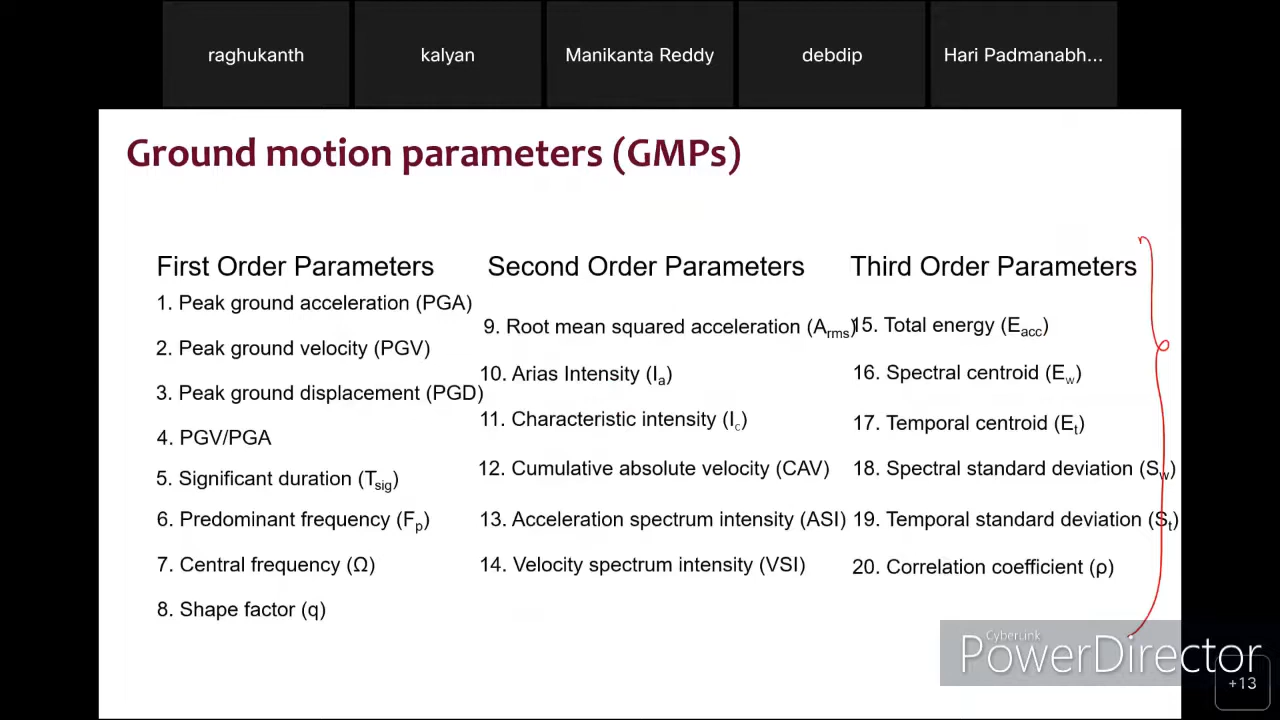 raghukanth
kalyan
Manikanta Reddy
debdip
Hari Padmanabh...
Ground motion parameters (GMPs)
First Order Parameters
1. Peak ground acceleration (PGA)
2. Peak ground velocity (PGV)
3. Peak ground displacement (PGD)
4. PGV/PGA
5. Significant duration (Tsig)
6. Predominant frequency (Fp)
7. Central frequency (Ω)
8. Shape factor (q)
Second Order Parameters
9. Root mean squared acceleration (Arms)
10. Arias Intensity (Ia)
11. Characteristic intensity (Ic)
12. Cumulative absolute velocity (CAV)
13. Acceleration spectrum intensity (ASI)
14. Velocity spectrum intensity (VSI)
Third Order Parameters
15. Total energy (Eacc)
16. Spectral centroid (Ew)
17. Temporal centroid (Et)
18. Spectral standard deviation (Sw)
19. Temporal standard deviation (St)
20. Correlation coefficient (ρ)
CyberLink
PowerDirector
+13